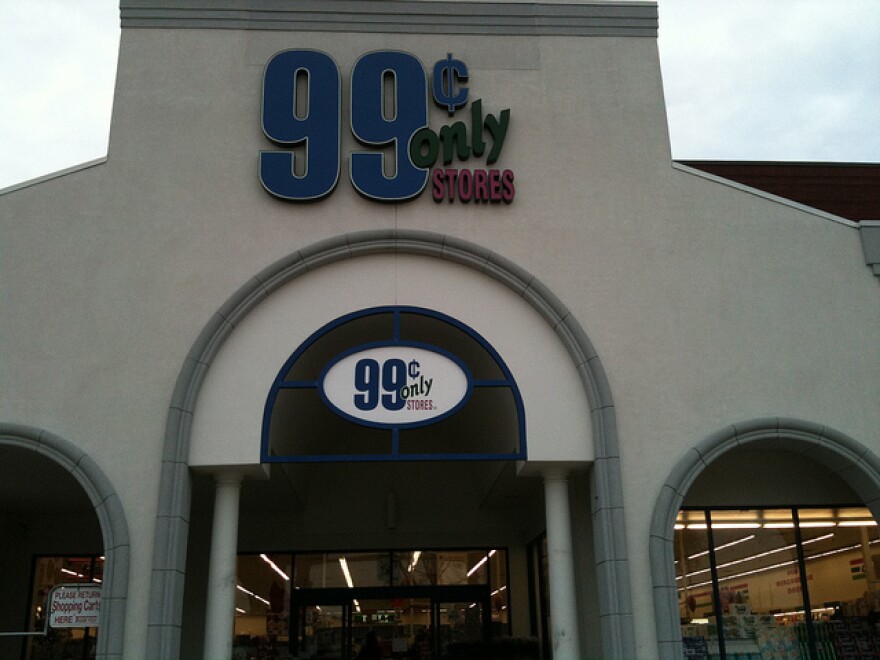 99¢
only
STORES
99¢
only
STORES
PLEASE RETURN
Shopping Carts
HERE